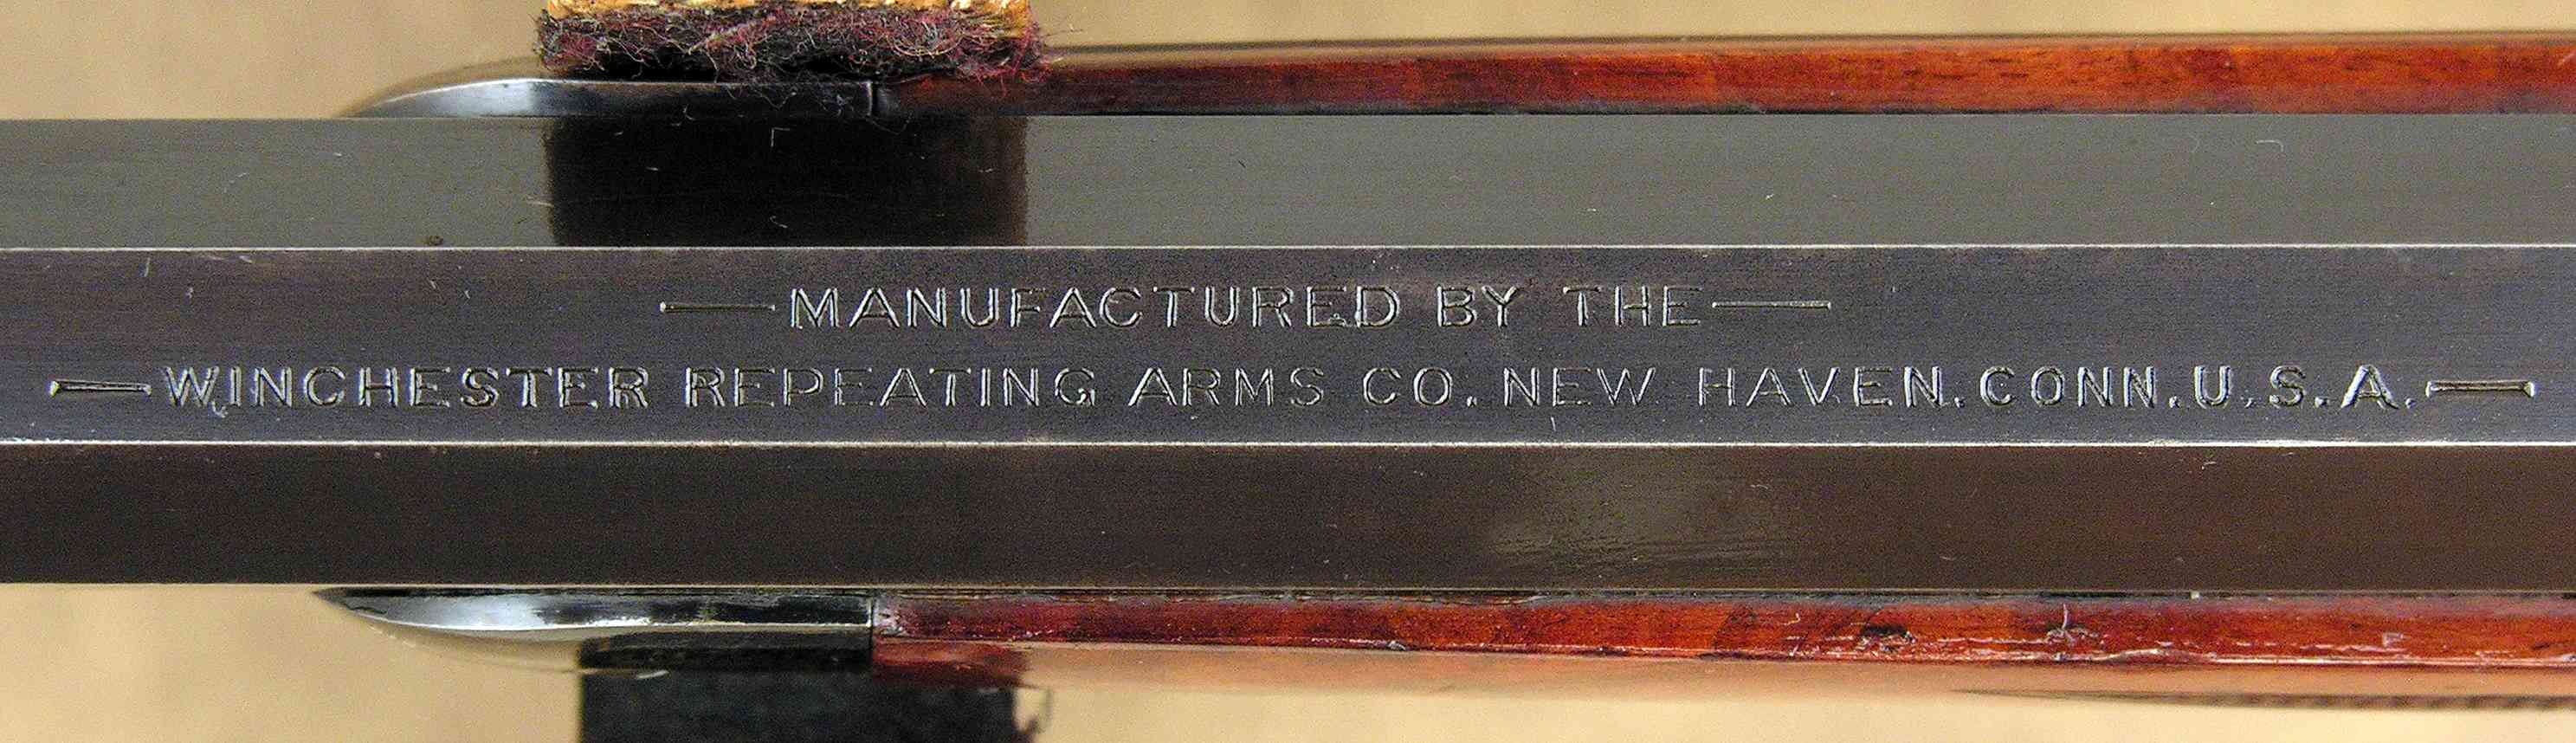 — MANUFACTURED BY THE —
— WINCHESTER REPEATING ARMS CO. NEW HAVEN. CONN. U.S.A. —